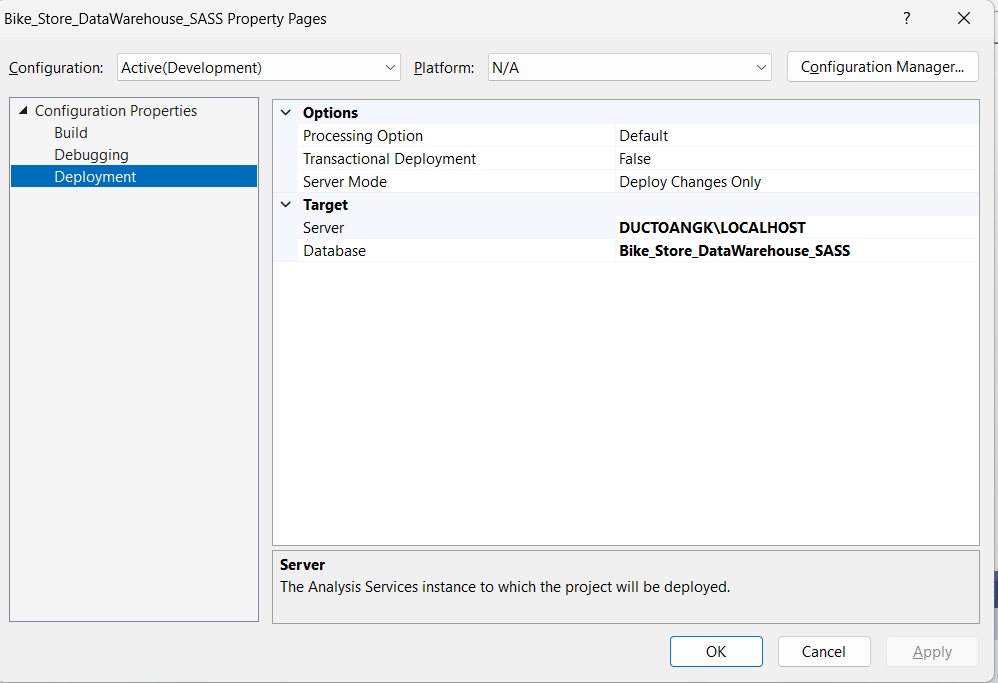 Bike_Store_DataWarehouse_SASS Property Pages ?
Configuration: Active(Development) Platform: N/A Configuration Manager...
Configuration Properties
Build
Debugging
Deployment
Options
Processing Option Default
Transactional Deployment False
Server Mode Deploy Changes Only
Target
Server DUCTOANGK\LOCALHOST
Database Bike_Store_DataWarehouse_SASS
Server
The Analysis Services instance to which the project will be deployed.
OK Cancel Apply